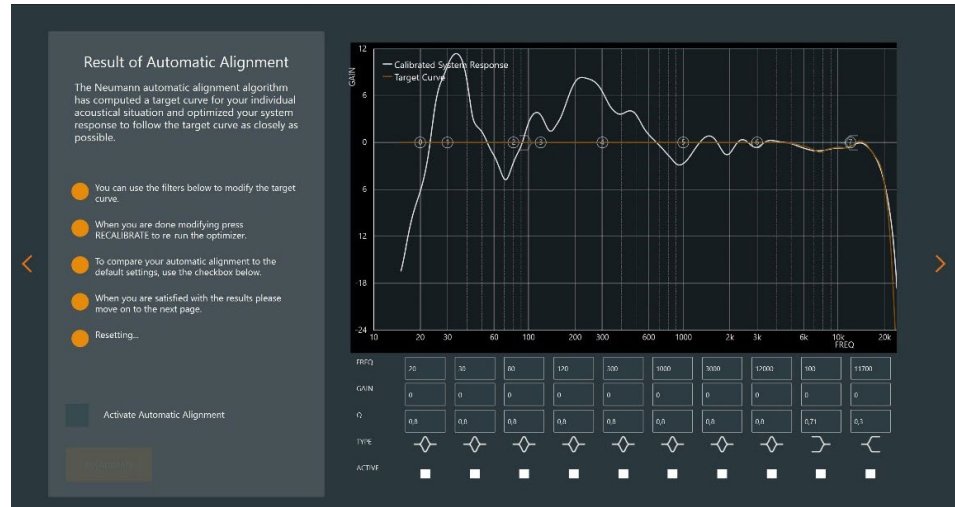 Result of Automatic Alignment
The Neumann automatic alignment algorithm
has computed a target curve for your individual
acoustical situation and optimized your system
response to follow the target curve as closely as
possible.
You can use the filters below to modify the target
curve.
When you are done modifying press
RECALIBRATE to re run the optimizer.
To compare your automatic alignment to the
default settings, use the checkbox below.
When you are satisfied with the results please
move on to the next page.
Resetting...
Activate Automatic Alignment
Calibrated System Response
Target Curve
GAIN
12
6
0
6
12
-18
-24
10 20 30 60 100 200 300 600 1000 2k 3k 6k 10k 20k
FREQ
FREQ 20 30 80 120 300 1000 3000 12000 100 11700
GAIN 0 0 0 0 0 0 0 0 0 0
Q 0,8 0,8 0,8 0,8 0,8 0,8 0,8 0,8 0,71 0,3
TYPE
ACTIVE